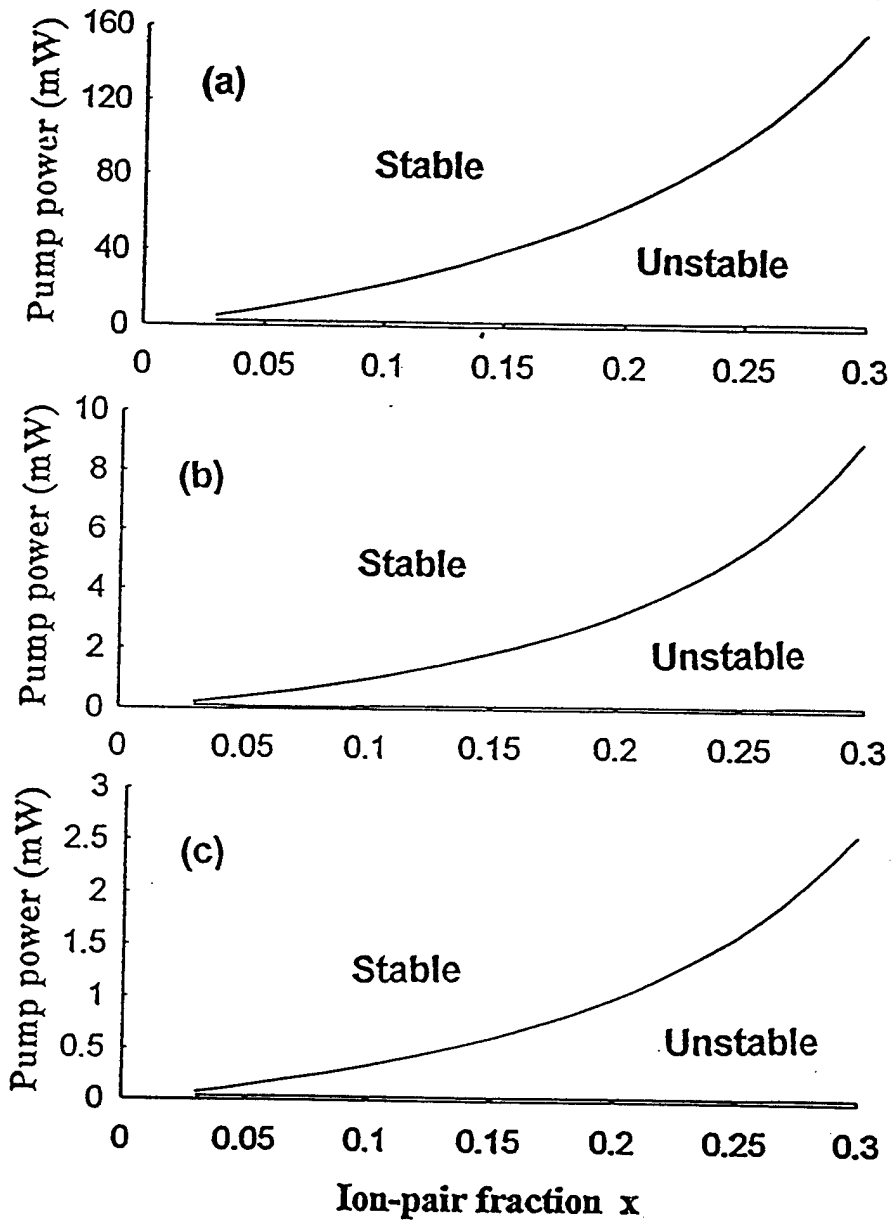 Pump power (mW)
160
120
80
40
0
(a)
Stable
Unstable
0 0.05 0.1 0.15 0.2 0.25 0.3
Pump power (mW)
10
8
6
4
2
0
(b)
Stable
Unstable
0 0.05 0.1 0.15 0.2 0.25 0.3
Pump power (mW)
3
2.5
2
1.5
1
0.5
0
(c)
Stable
Unstable
0 0.05 0.1 0.15 0.2 0.25 0.3
Ion-pair fraction x